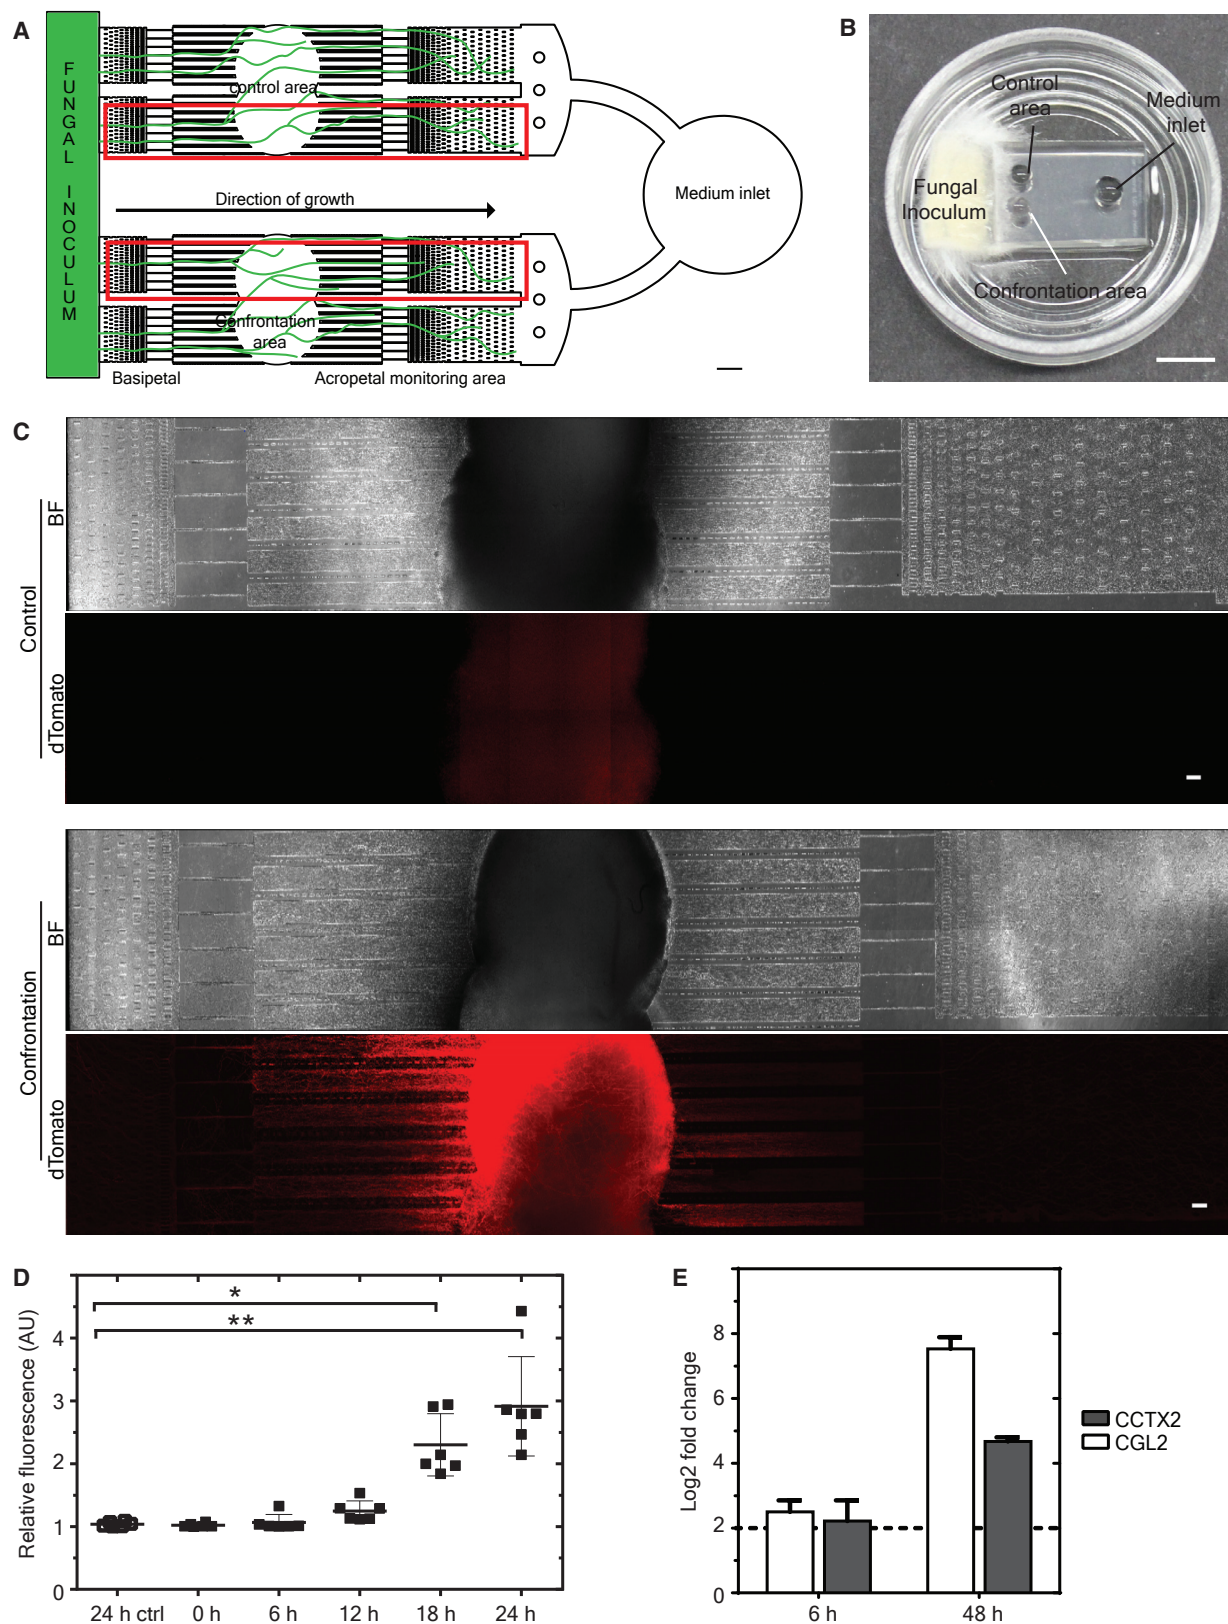 A
FUNGAL INOCULUM
control area
Direction of growth
Medium inlet
Confrontation
area
Basipetal
Acropetal monitoring area
B
Control
area
Medium
inlet
Fungal
Inoculum
Confrontation area
C
Control
BF
dTomato
Confrontation
BF
dTomato
D
Relative fluorescence (AU)
4
3
2
1
0
*
**
24 h ctrl 0 h 6 h 12 h 18 h 24 h
E
Log2 fold change
8
6
4
2
0
6 h 48 h
CCTX2
CGL2